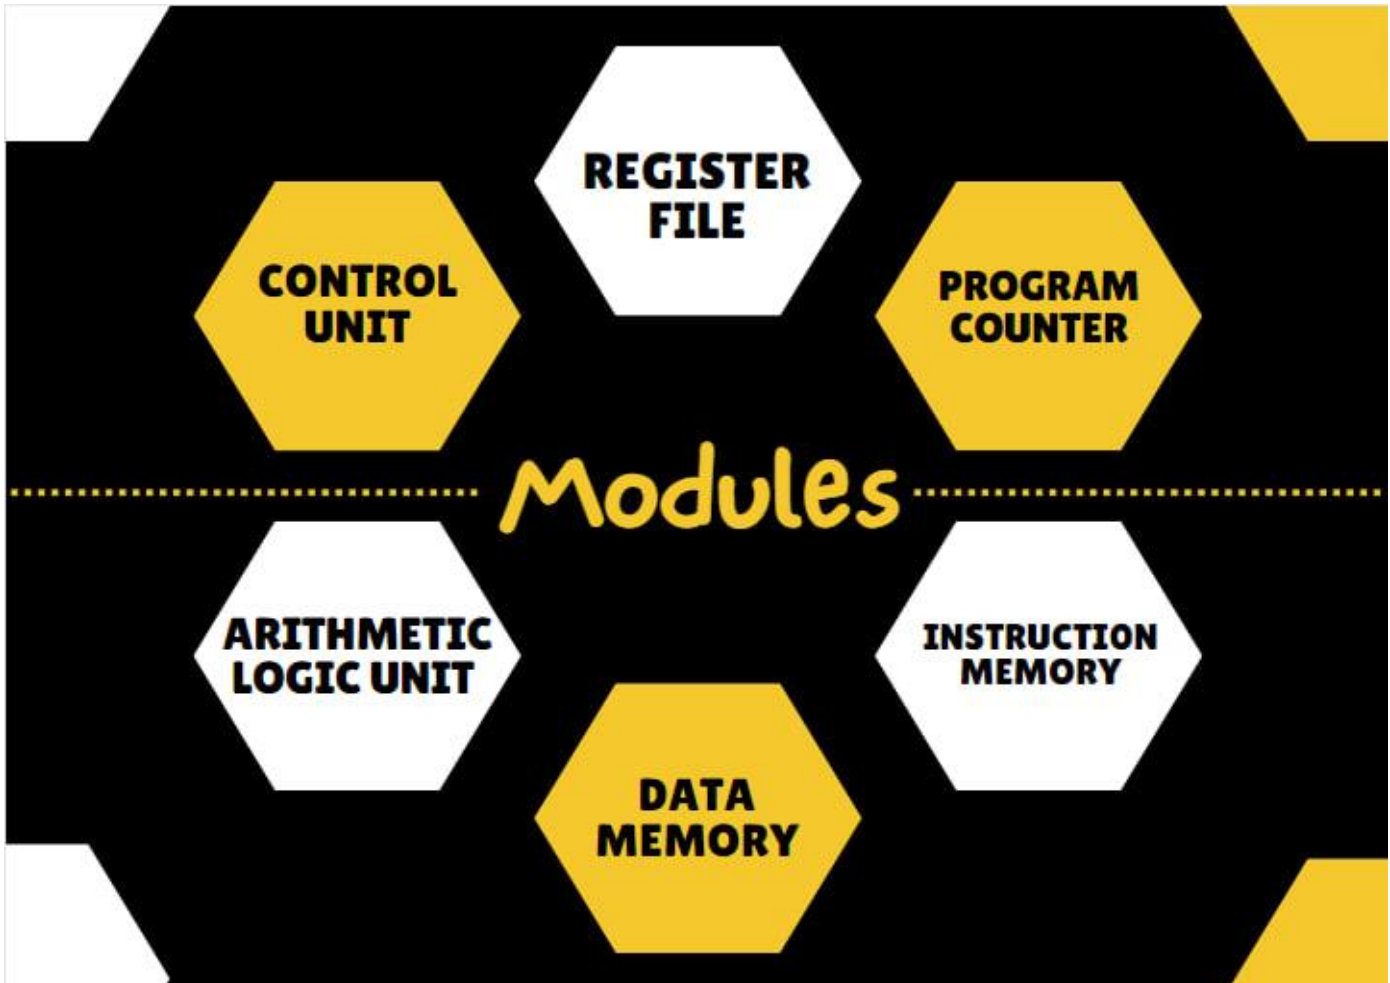 REGISTER
FILE
CONTROL
UNIT
PROGRAM
COUNTER
Modules
ARITHMETIC
LOGIC UNIT
INSTRUCTION
MEMORY
DATA
MEMORY